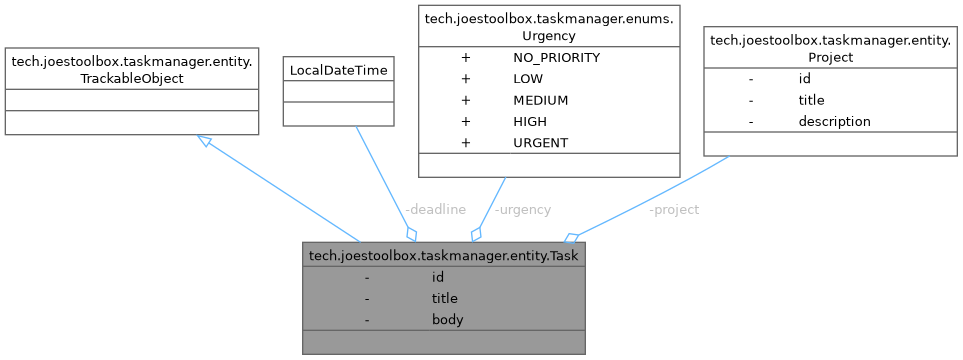 tech.joestoolbox.taskmanager.entity.
TrackableObject
LocalDateTime
tech.joestoolbox.taskmanager.enums.
Urgency
+ NO_PRIORITY
+ LOW
+ MEDIUM
+ HIGH
+ URGENT
tech.joestoolbox.taskmanager.entity.
Project
- id
- title
- description
-deadline
-urgency
-project
tech.joestoolbox.taskmanager.entity.Task
- id
- title
- body